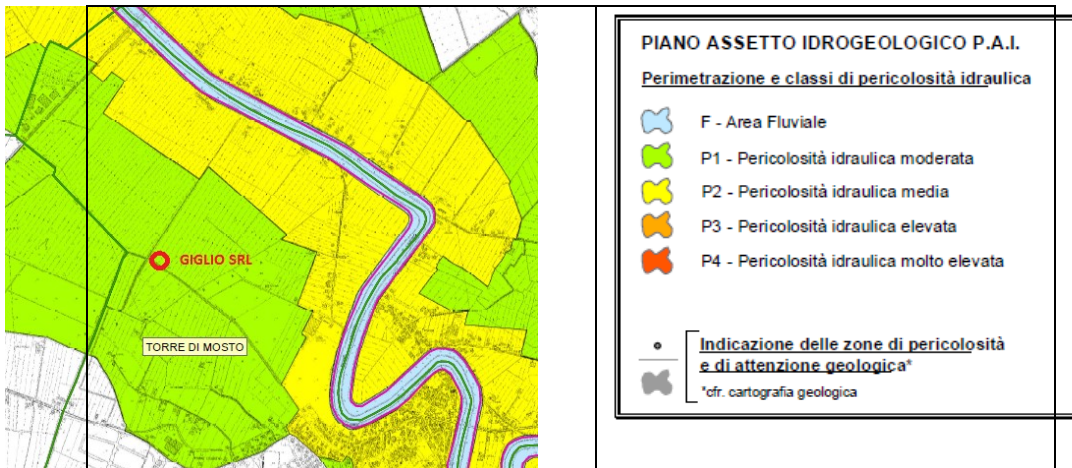 GIGLIO SRL
TORRE DI MOSTO
PIANO ASSETTO IDROGEOLOGICO P.A.I.
Perimetrazione e classi di pericolosità idraulica
F - Area Fluviale
P1 - Pericolosità idraulica moderata
P2 - Pericolosità idraulica media
P3 - Pericolosità idraulica elevata
P4 - Pericolosità idraulica molto elevata
Indicazione delle zone di pericolosità
e di attenzione geologica*
*cfr. cartografia geologica